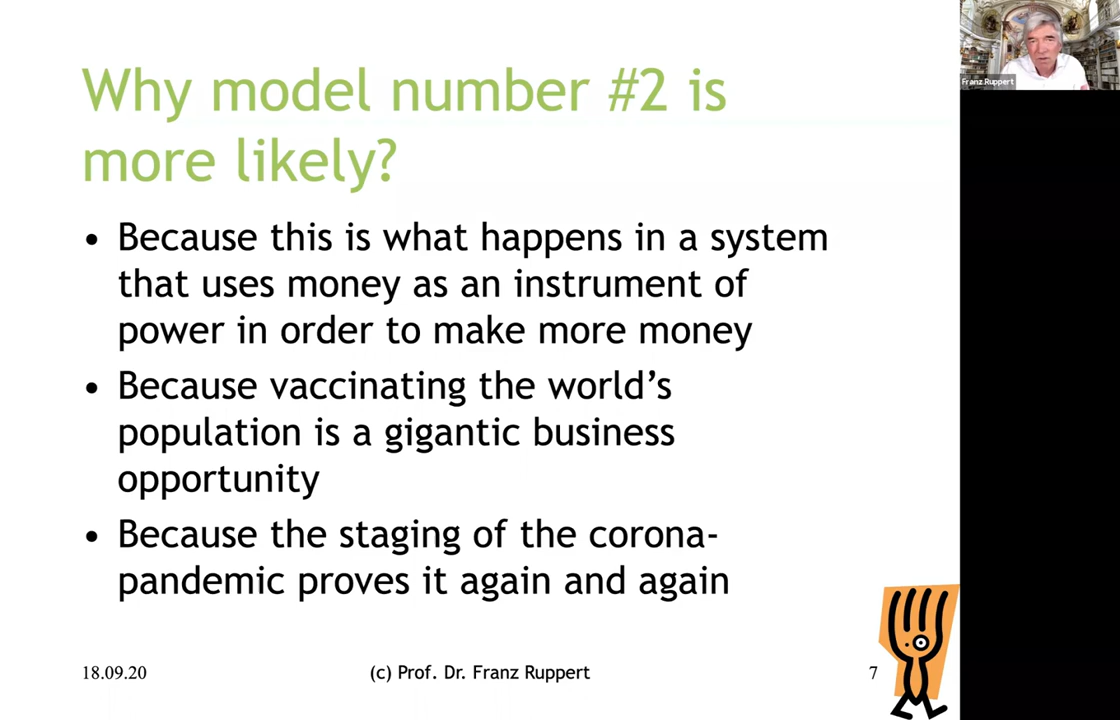 Why model number #2 is
more likely?
• Because this is what happens in a system
that uses money as an instrument of
power in order to make more money
• Because vaccinating the world’s
population is a gigantic business
opportunity
• Because the staging of the corona-
pandemic proves it again and again
18.09.20
(c) Prof. Dr. Franz Ruppert
7
Franz Ruppert